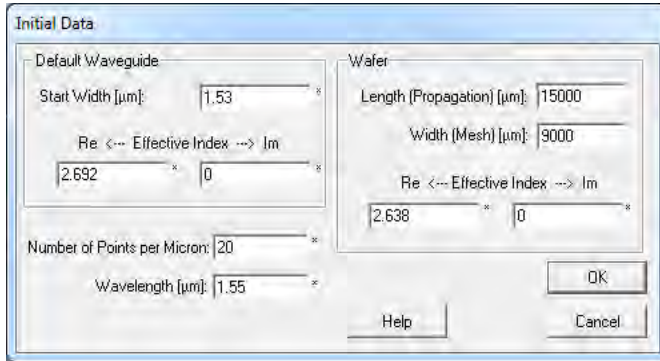 Initial Data
Default Waveguide
Start Width [µm]: 1.53 *
Re <--- Effective Index ---> Im
2.692 * 0 *
Number of Points per Micron: 20 *
Wavelength [µm]: 1.55 *
Wafer
Length (Propagation) [µm]: 15000
Width (Mesh) [µm]: 9000
Re <--- Effective Index ---> Im
2.638 * 0 *
OK
Help Cancel